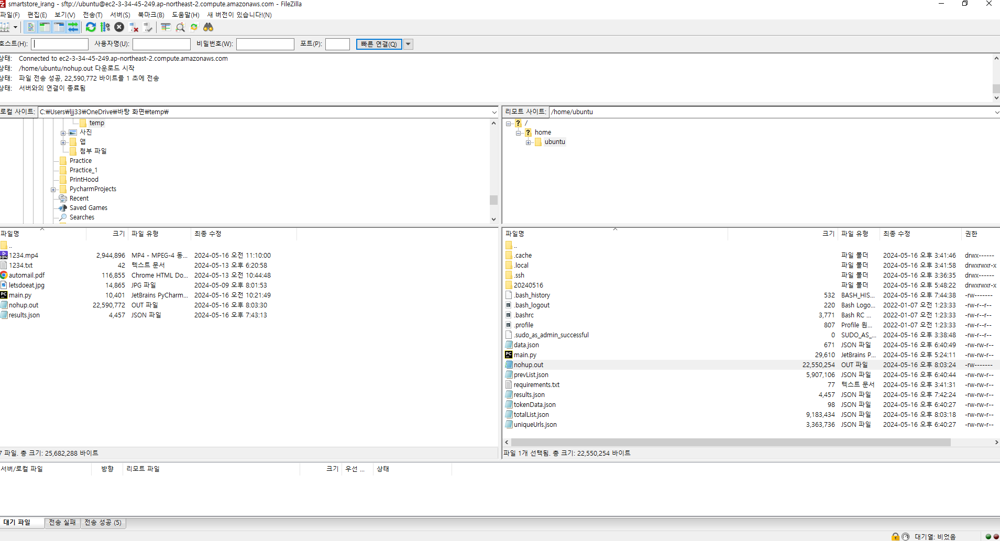 smartstore_irang - sftp://ubuntu@ec2-3-34-45-249.ap-northeast-2.compute.amazonaws.com - FileZilla
파일(F) 편집(E) 보기(V) 전송(T) 서버(S) 북마크(B) 도움말(H) 새 버전이 있습니다!(N)
호스트(H): 사용자명(U): 비밀번호(W): 포트(P): 빠른 연결(Q)
상태: Connected to ec2-3-34-45-249.ap-northeast-2.compute.amazonaws.com
상태: /home/ubuntu/nohup.out 다운로드 시작
상태: 파일 전송 성공, 22,590,772 바이트를 1 초에 전송
상태: 서버와의 연결이 종료됨
로컬 사이트: C:\Users\ljj33\OneDrive\바탕 화면\temp\
temp
사진
앱
첨부 파일
Practice
Practice_1
PrintHood
PycharmProjects
Recent
Saved Games
Searches
리모트 사이트: /home/ubuntu
/
home
ubuntu
파일명 크기 파일 유형 최종 수정
..
1234.mp4 2,944,896 MP4 - MPEG-4 동... 2024-05-16 오전 11:10:00
1234.txt 42 텍스트 문서 2024-05-13 오후 6:20:58
automail.pdf 116,855 Chrome HTML Do... 2024-05-13 오전 10:44:48
letsdoeat.jpg 14,865 JPG 파일 2024-05-09 오후 8:01:53
main.py 10,401 JetBrains PyCharm... 2024-05-16 오전 10:21:49
nohup.out 22,590,772 OUT 파일 2024-05-16 오후 8:03:30
results.json 4,457 JSON 파일 2024-05-16 오후 7:43:13
7 파일. 총 크기: 25,682,288 바이트
파일명 크기 파일 유형 최종 수정 권한
..
.cache 파일 폴더 2024-05-16 오후 3:41:46 drwx------
.local 파일 폴더 2024-05-16 오후 3:41:58 drwxrwxr-x
.ssh 파일 폴더 2024-05-16 오후 3:36:35 drwx------
20240516 파일 폴더 2024-05-16 오후 5:48:22 drwxrwxr-x
.bash_history 532 BASH_HIS... 2024-05-16 오후 7:44:38 -rw-------
.bash_logout 220 Bash Logo... 2022-01-07 오전 1:23:33 -rw-r--r--
.bashrc 3,771 Bash RC ... 2022-01-07 오전 1:23:33 -rw-r--r--
.profile 807 Profile 원... 2022-01-07 오전 1:23:33 -rw-r--r--
.sudo_as_admin_successful 0 SUDO_AS_... 2024-05-16 오후 3:38:48 -rw-r--r--
data.json 671 JSON 파일 2024-05-16 오후 6:40:49 -rw-rw-r--
main.py 29,610 JetBrains P... 2024-05-16 오후 5:24:11 -rw-rw-r--
nohup.out 22,550,254 OUT 파일 2024-05-16 오후 8:03:24 -rw-------
prevList.json 5,907,106 JSON 파일 2024-05-16 오후 6:40:44 -rw-rw-r--
requirements.txt 77 텍스트 문서 2024-05-16 오후 3:41:31 -rw-rw-r--
results.json 4,457 JSON 파일 2024-05-16 오후 7:42:24 -rw-rw-r--
tokenData.json 98 JSON 파일 2024-05-16 오후 6:40:27 -rw-rw-r--
totalList.json 9,183,434 JSON 파일 2024-05-16 오후 8:03:18 -rw-rw-r--
uniqueUrls.json 3,363,736 JSON 파일 2024-05-16 오후 6:40:27 -rw-rw-r--
파일 1개 선택됨. 총 크기: 22,550,254 바이트
서버/로컬 파일 방향 리모트 파일 크기 우선 ... 상태
대기 파일 전송 실패 전송 성공 (5)
대기열: 비었음